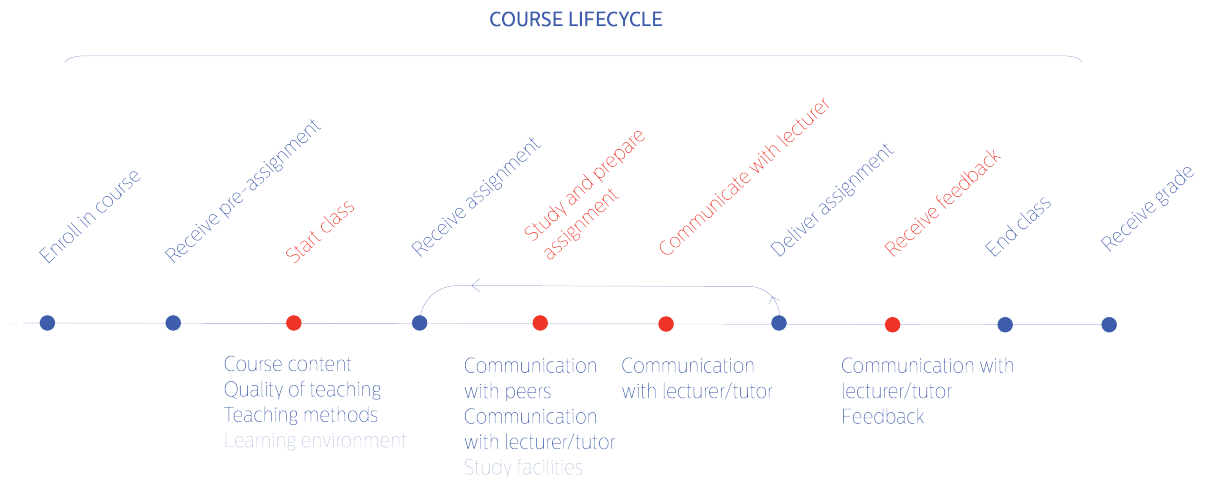 COURSE LIFECYCLE
Enroll in course
Receive pre-assignment
Start class
Receive assignment
Study and prepare
assignment
Communicate with lecturer
Deliver assignment
Receive feedback
End class
Receive grade
Course content
Quality of teaching
Teaching methods
Learning environment
Communication
with peers
Communication
with lecturer/tutor
Study facilities
Communication
with lecturer/tutor
Communication with
lecturer/tutor
Feedback